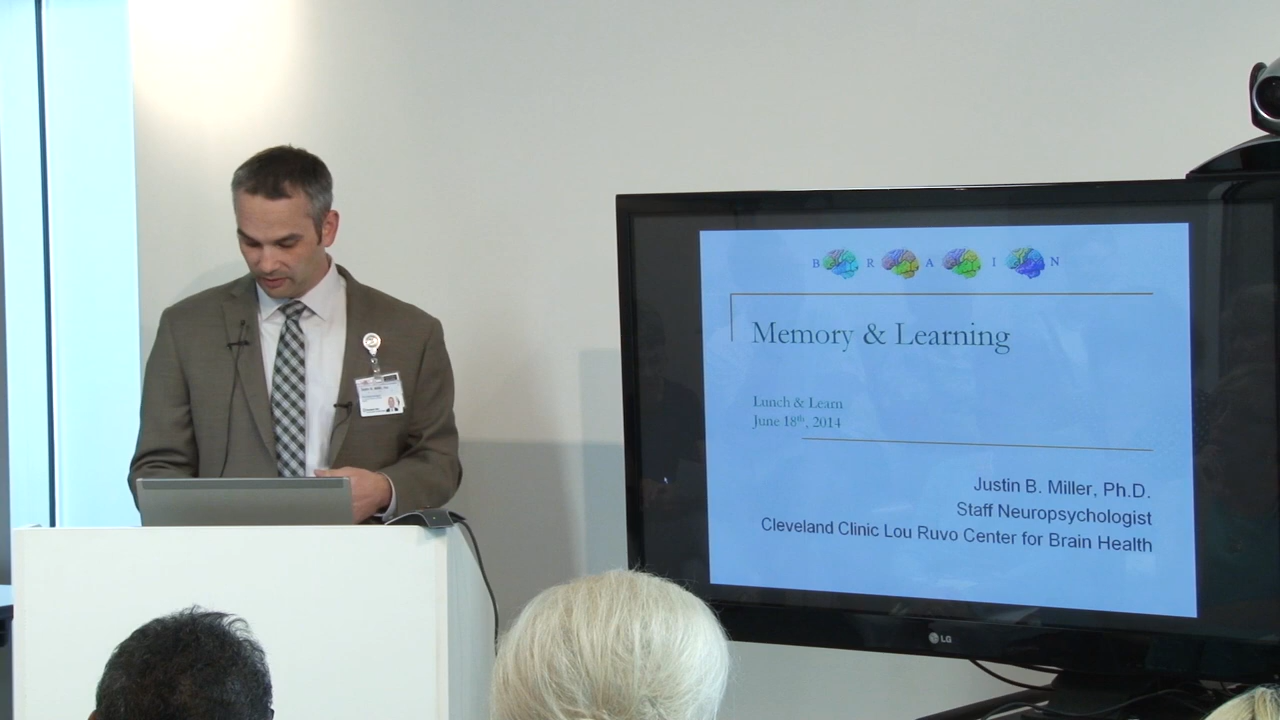 B R A I N
Memory & Learning
Lunch & Learn
June 18th, 2014
Justin B. Miller, Ph.D.
Staff Neuropsychologist
Cleveland Clinic Lou Ruvo Center for Brain Health
LG